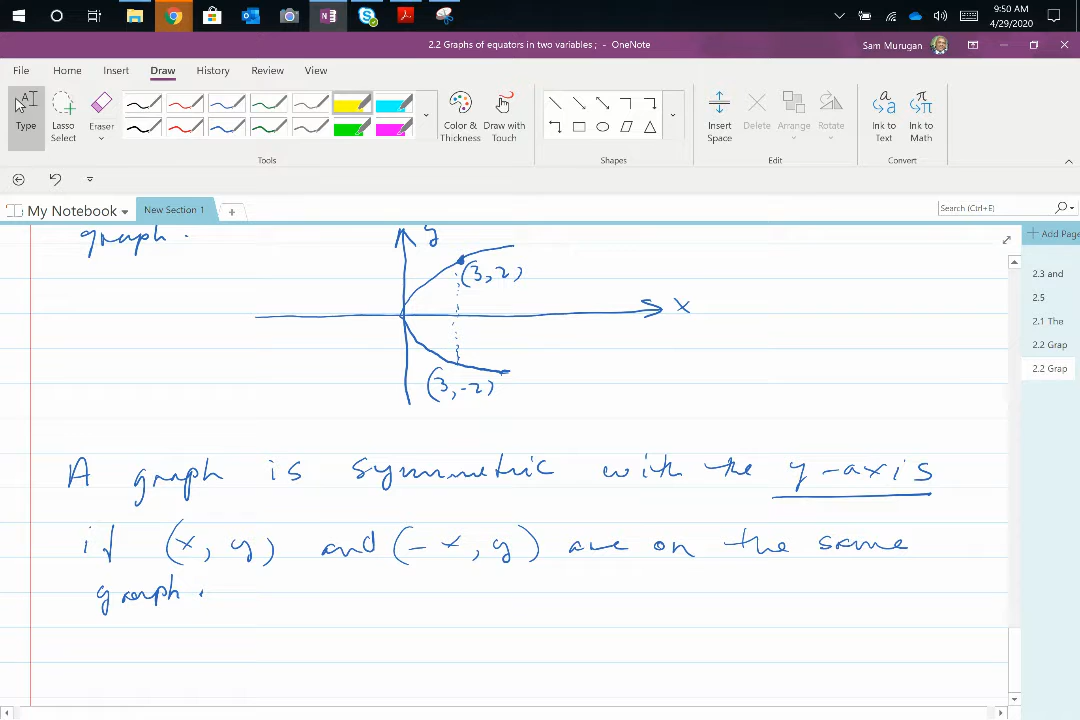 9:50 AM
4/29/2020
2.2 Graphs of equators in two variables ; - OneNote
Sam Murugan
File Home Insert Draw History Review View
Type
Lasso Select
Eraser
Color & Thickness
Draw with Touch
Insert Space
Delete
Arrange
Rotate
Ink to Text
Ink to Math
Tools
Shapes
Edit
Convert
My Notebook
New Section 1
Search (Ctrl+E)
Add Page
2.3 and
2.5
2.1 The
2.2 Grap
2.2 Grap
graph.
y
(3, 2)
x
(3, -2)
A graph is symmetric with the y-axis
if (x, y) and (-x, y) are on the same
graph.